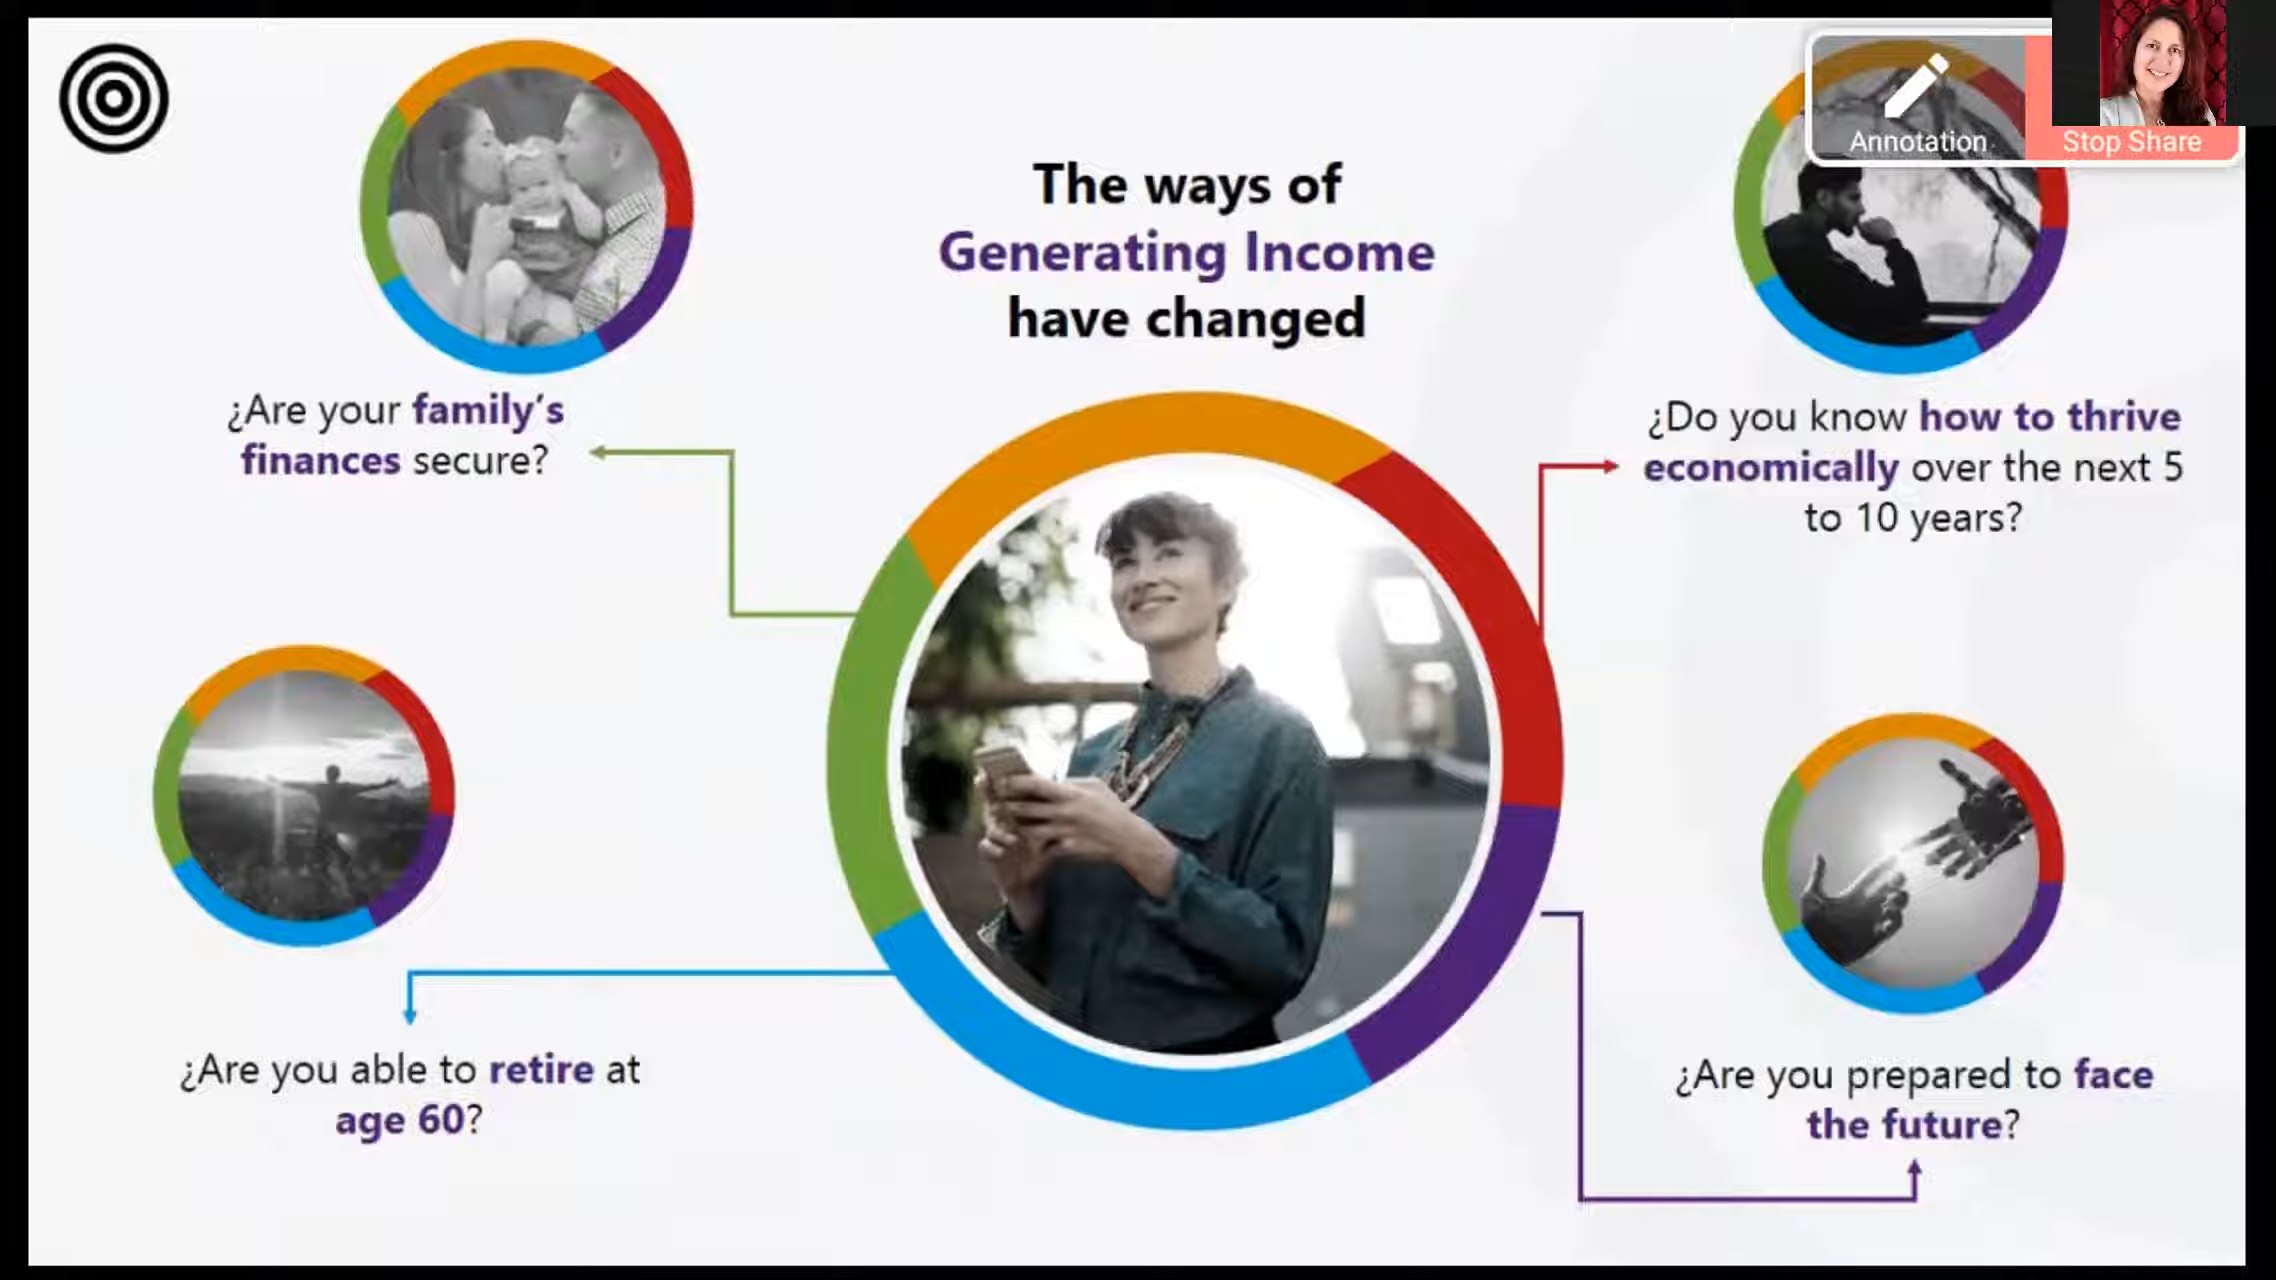 The ways of
Generating Income
have changed
Annotation
Stop Share
¿Are your family's
finances secure?
¿Do you know how to thrive
economically over the next 5
to 10 years?
¿Are you able to retire at
age 60?
¿Are you prepared to face
the future?